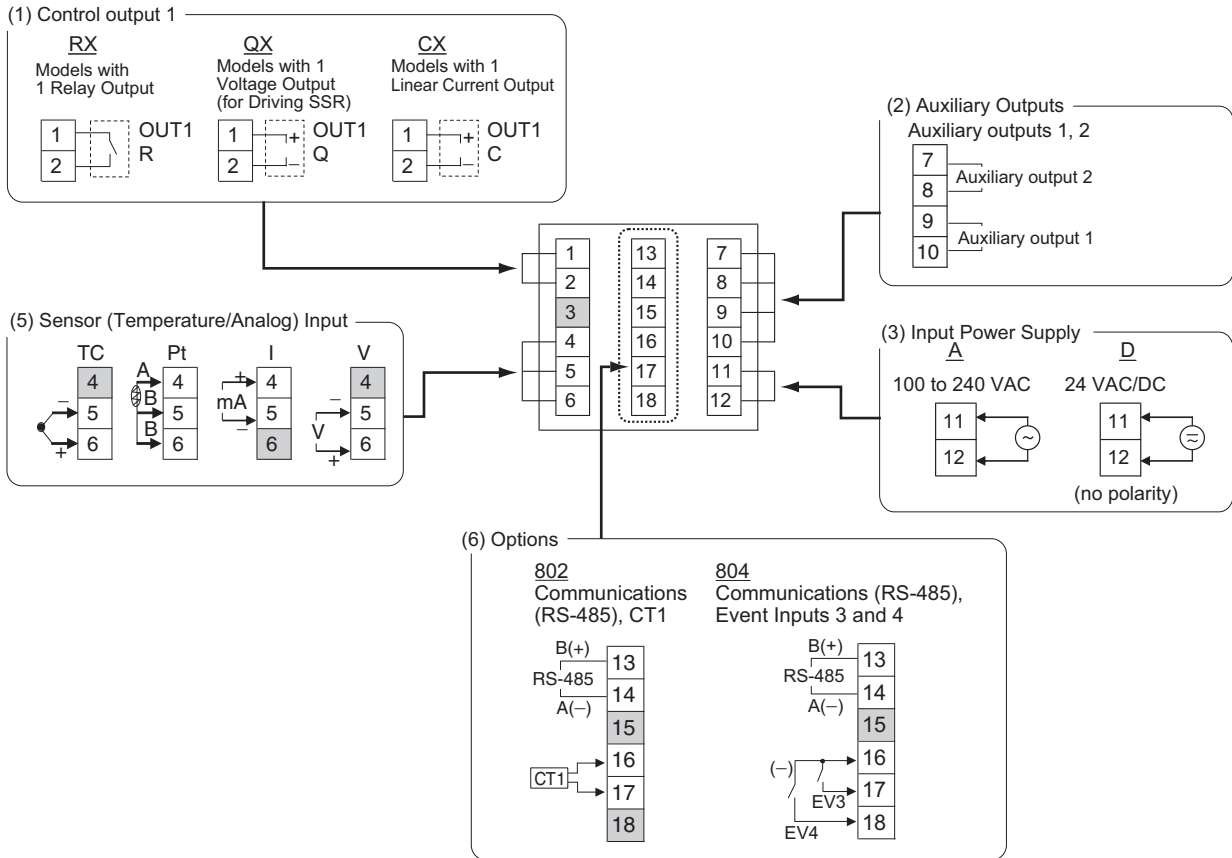 (1) Control output 1
RX
Models with
1 Relay Output
1
2
OUT1
R
QX
Models with 1
Voltage Output
(for Driving SSR)
1
2
+
−
OUT1
Q
CX
Models with 1
Linear Current Output
1
2
+
−
OUT1
C
(2) Auxiliary Outputs
Auxiliary outputs 1, 2
7
8
9
10
Auxiliary output 2
Auxiliary output 1
1
2
3
4
5
6
13
14
15
16
17
18
7
8
9
10
11
12
(5) Sensor (Temperature/Analog) Input
TC
−
+
4
5
6
Pt
A
B
B
4
5
6
I
+
mA
−
4
5
6
V
−
V
+
4
5
6
(3) Input Power Supply
A
100 to 240 VAC
11
12
D
24 VAC/DC
11
12
(no polarity)
(6) Options
802
Communications
(RS-485), CT1
B(+)
RS-485
A(−)
CT1
13
14
15
16
17
18
804
Communications (RS-485),
Event Inputs 3 and 4
B(+)
RS-485
A(−)
(−)
EV3
EV4
13
14
15
16
17
18